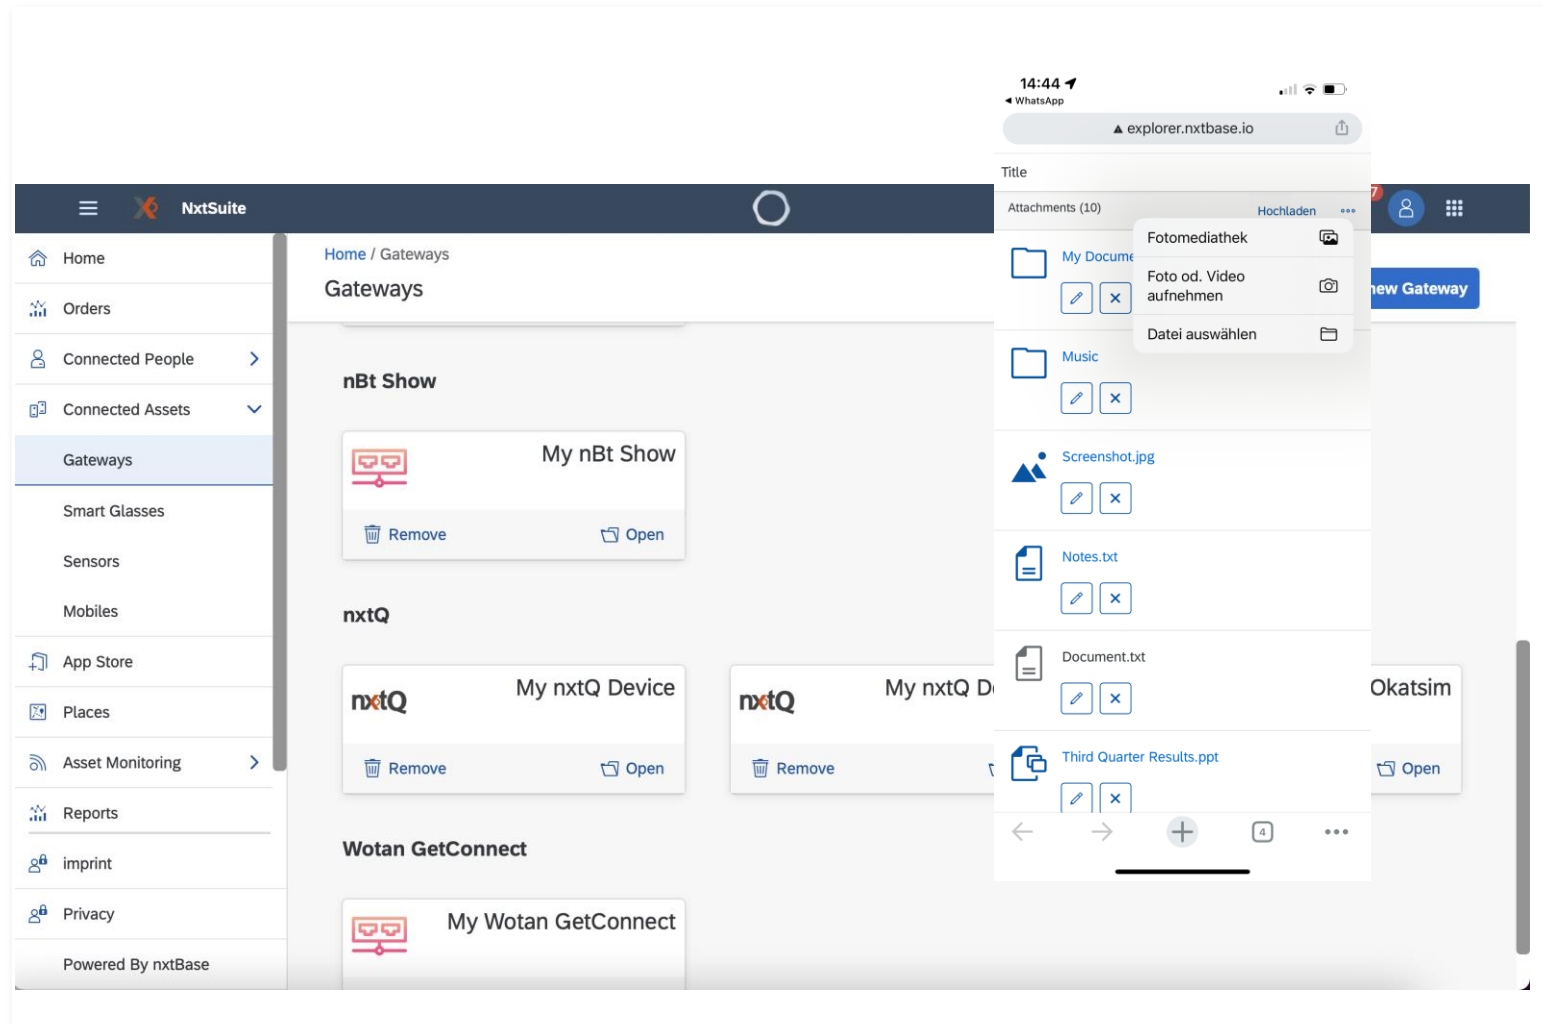 NxtSuite
Home
Orders
Connected People
Connected Assets
Gateways
Smart Glasses
Sensors
Mobiles
App Store
Places
Asset Monitoring
Reports
imprint
Privacy
Powered By nxtBase
Home / Gateways
Gateways
new Gateway
7
nBt Show
My nBt Show
Remove
Open
nxtQ
nxtQ
My nxtQ Device
Remove
Open
nxtQ
My nxtQ
Remove
Okatsim
Open
Wotan GetConnect
My Wotan GetConnect
14:44
WhatsApp
explorer.nxtbase.io
Title
Attachments (10)
Hochladen
Fotomediathek
Foto od. Video
aufnehmen
Datei auswählen
My Docume
Music
Screenshot.jpg
Notes.txt
Document.txt
Third Quarter Results.ppt
4